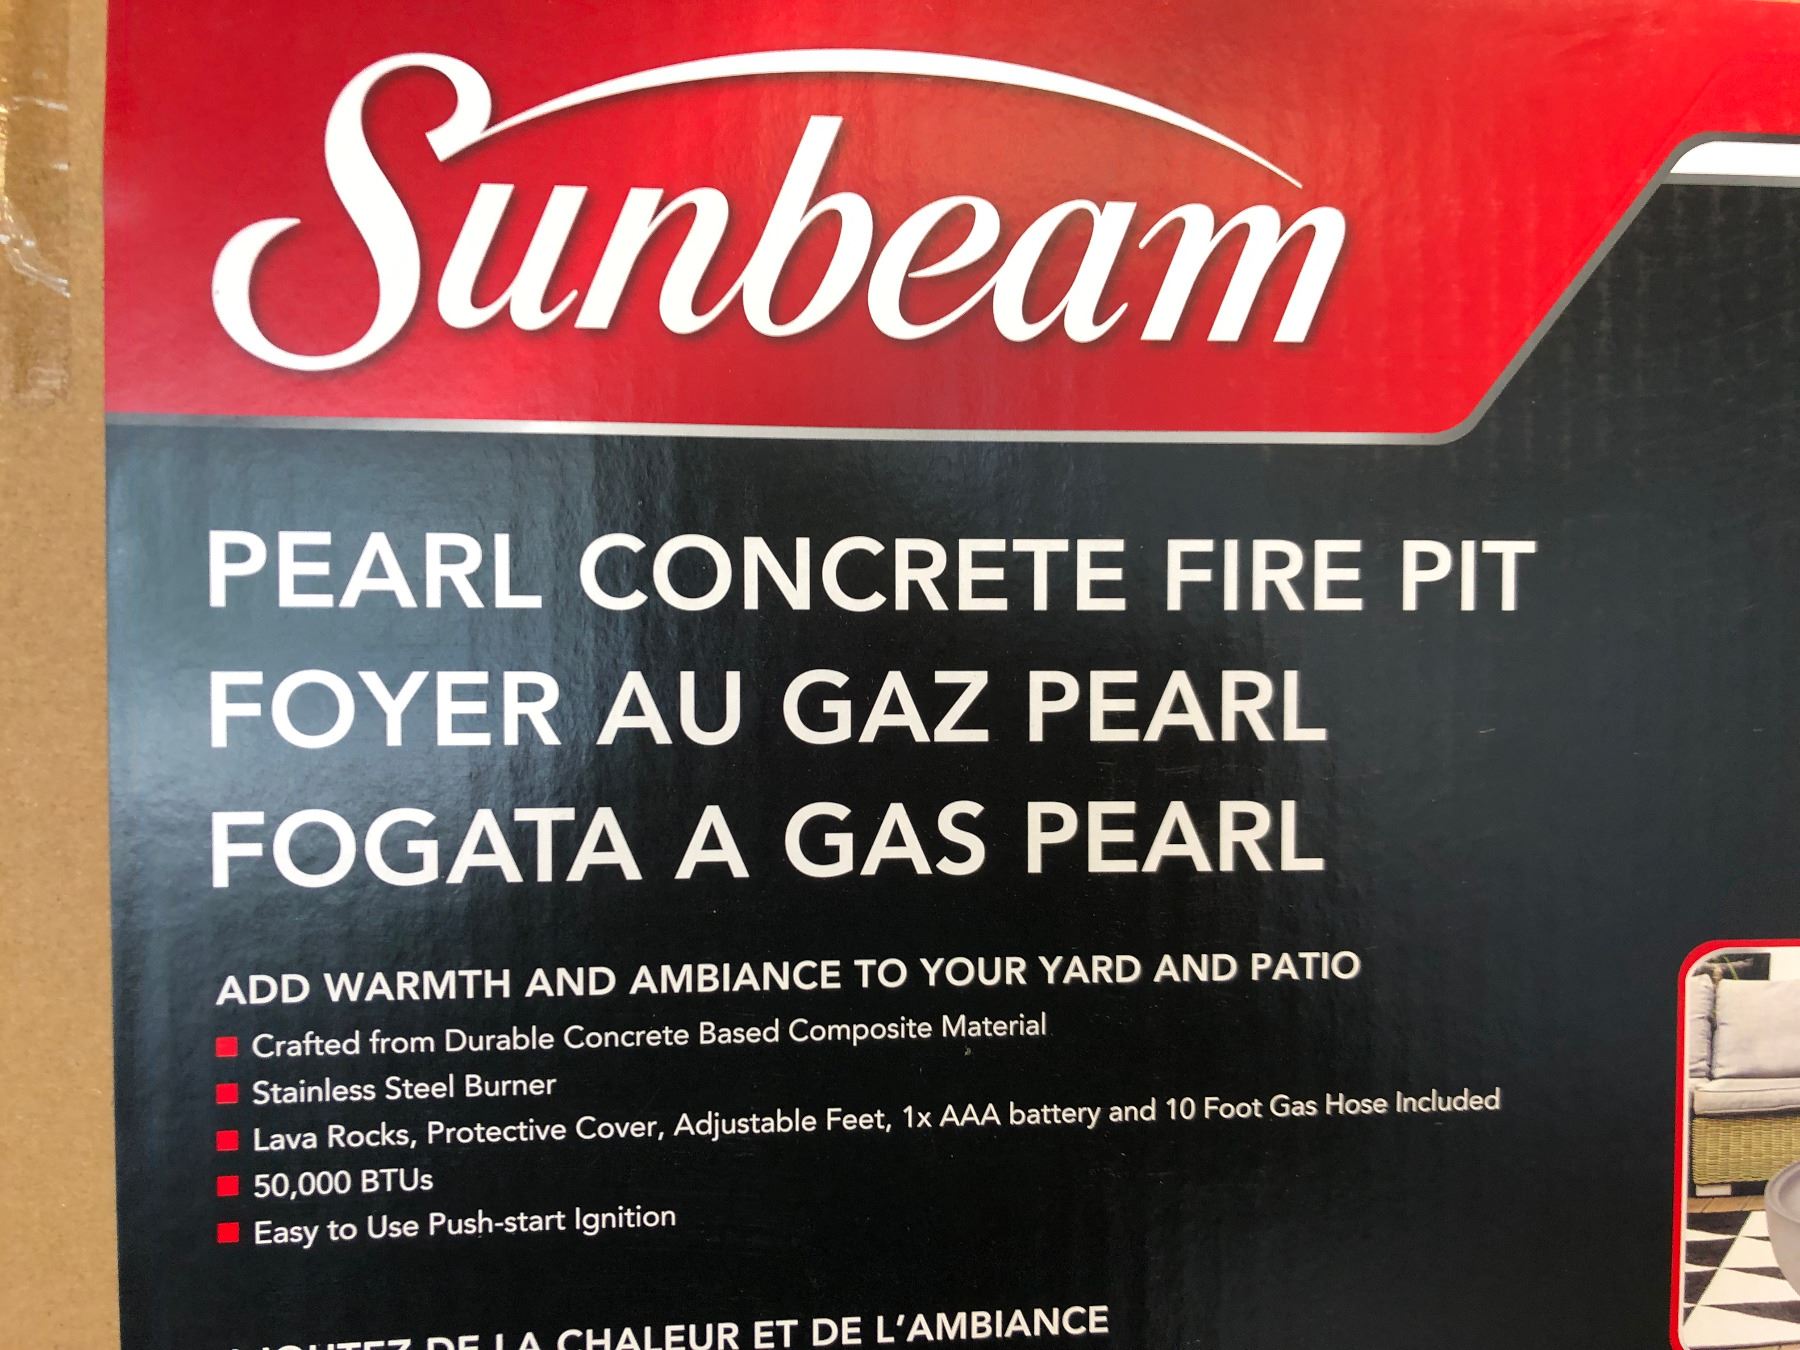 Sunbeam
PEARL CONCRETE FIRE PIT
FOYER AU GAZ PEARL
FOGATA A GAS PEARL
ADD WARMTH AND AMBIANCE TO YOUR YARD AND PATIO
Crafted from Durable Concrete Based Composite Material
Stainless Steel Burner
Lava Rocks, Protective Cover, Adjustable Feet, 1x AAA battery and 10 Foot Gas Hose Included
50,000 BTUs
Easy to Use Push-start Ignition
AJOUTEZ DE LA CHALEUR ET DE L'AMBIANCE